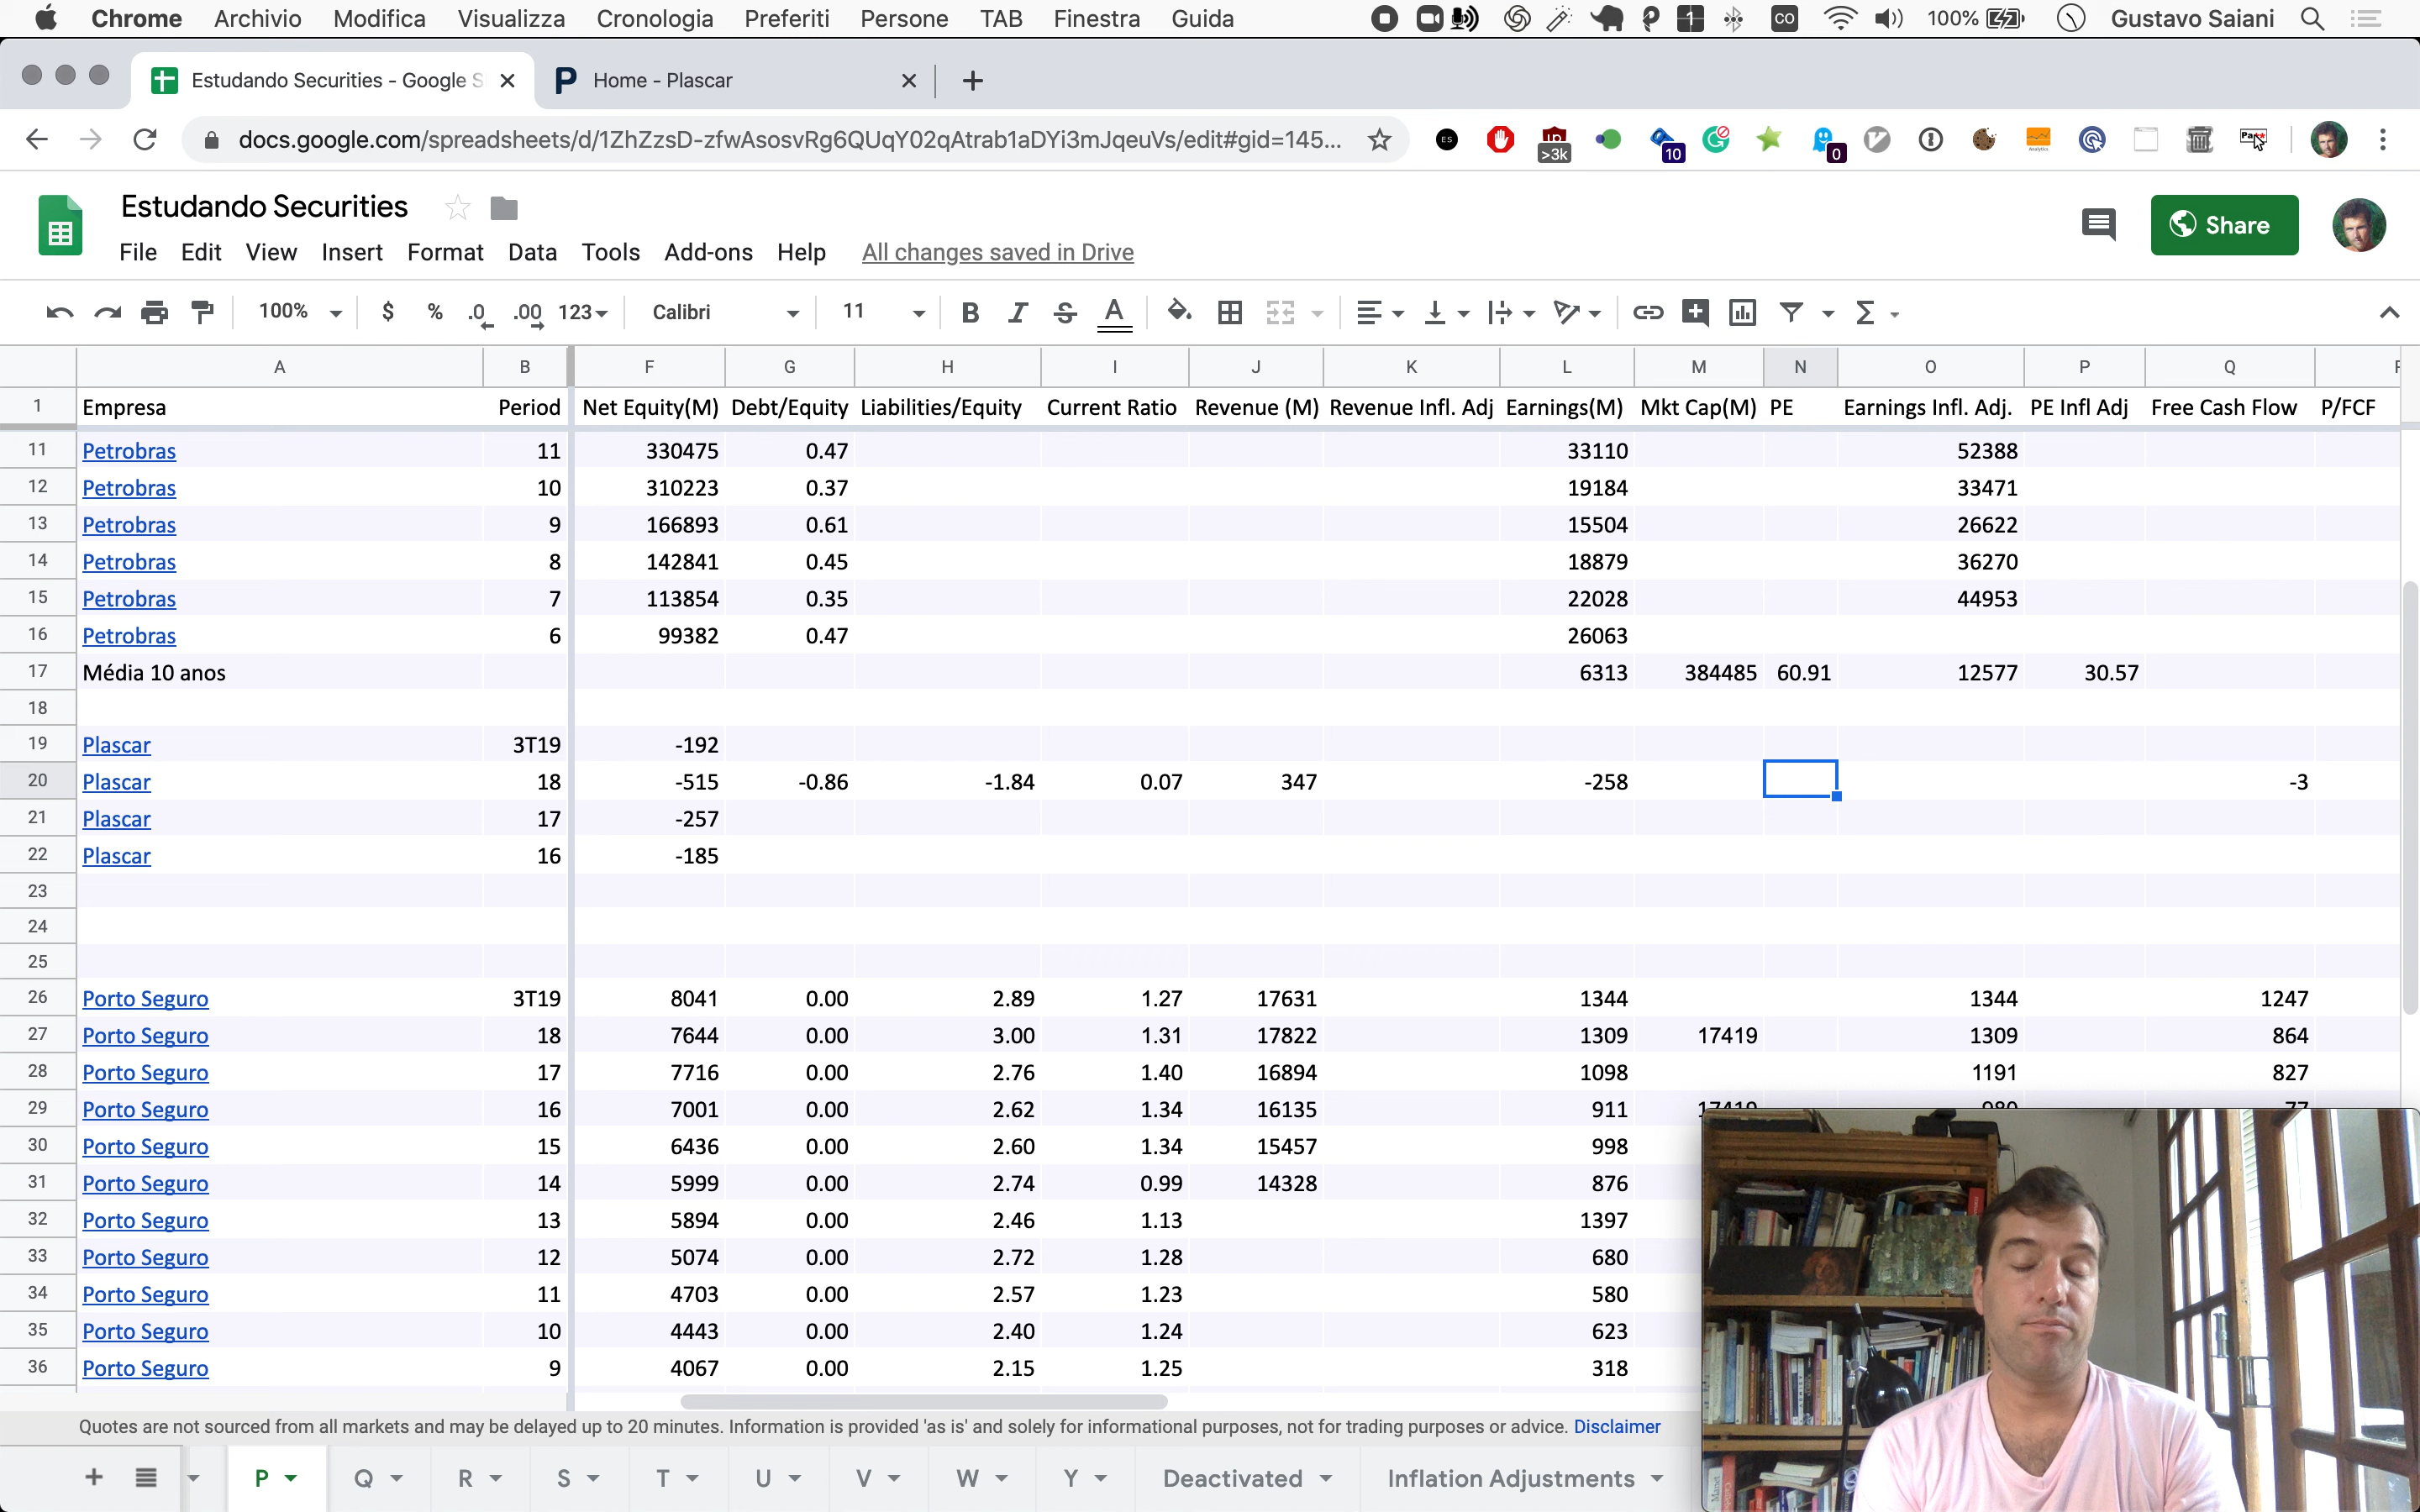 Chrome Archivio Modifica Visualizza Cronologia Preferiti Persone TAB Finestra Guida 1 CO 100% Gustavo Saiani
Estudando Securities - Google S Home - Plascar
docs.google.com/spreadsheets/d/1ZhZzsD-zfwAsosvRg6QUqY02qAtrab1aDYi3mJqeuVs/edit#gid=145... ES >3k 10 0
Estudando Securities
Share
File Edit View Insert Format Data Tools Add-ons Help All changes saved in Drive
100% $ % .0 .00 123 Calibri 11 B I S A
A B F G H I J K L M N O P Q
1 Empresa Period Net Equity(M) Debt/Equity Liabilities/Equity Current Ratio Revenue (M) Revenue Infl. Adj Earnings(M) Mkt Cap(M) PE Earnings Infl. Adj. PE Infl Adj Free Cash Flow P/FCF
11 Petrobras 11 330475 0.47 33110 52388
12 Petrobras 10 310223 0.37 19184 33471
13 Petrobras 9 166893 0.61 15504 26622
14 Petrobras 8 142841 0.45 18879 36270
15 Petrobras 7 113854 0.35 22028 44953
16 Petrobras 6 99382 0.47 26063
17 Média 10 anos 6313 384485 60.91 12577 30.57
18
19 Plascar 3T19 -192
20 Plascar 18 -515 -0.86 -1.84 0.07 347 -258 -3
21 Plascar 17 -257
22 Plascar 16 -185
23
24
25
26 Porto Seguro 3T19 8041 0.00 2.89 1.27 17631 1344 1344 1247
27 Porto Seguro 18 7644 0.00 3.00 1.31 17822 1309 17419 1309 864
28 Porto Seguro 17 7716 0.00 2.76 1.40 16894 1098 1191 827
29 Porto Seguro 16 7001 0.00 2.62 1.34 16135 911 17419 980 77
30 Porto Seguro 15 6436 0.00 2.60 1.34 15457 998
31 Porto Seguro 14 5999 0.00 2.74 0.99 14328 876
32 Porto Seguro 13 5894 0.00 2.46 1.13 1397
33 Porto Seguro 12 5074 0.00 2.72 1.28 680
34 Porto Seguro 11 4703 0.00 2.57 1.23 580
35 Porto Seguro 10 4443 0.00 2.40 1.24 623
36 Porto Seguro 9 4067 0.00 2.15 1.25 318
Quotes are not sourced from all markets and may be delayed up to 20 minutes. Information is provided 'as is' and solely for informational purposes, not for trading purposes or advice. Disclaimer
P Q R S T U V W Y Deactivated Inflation Adjustments